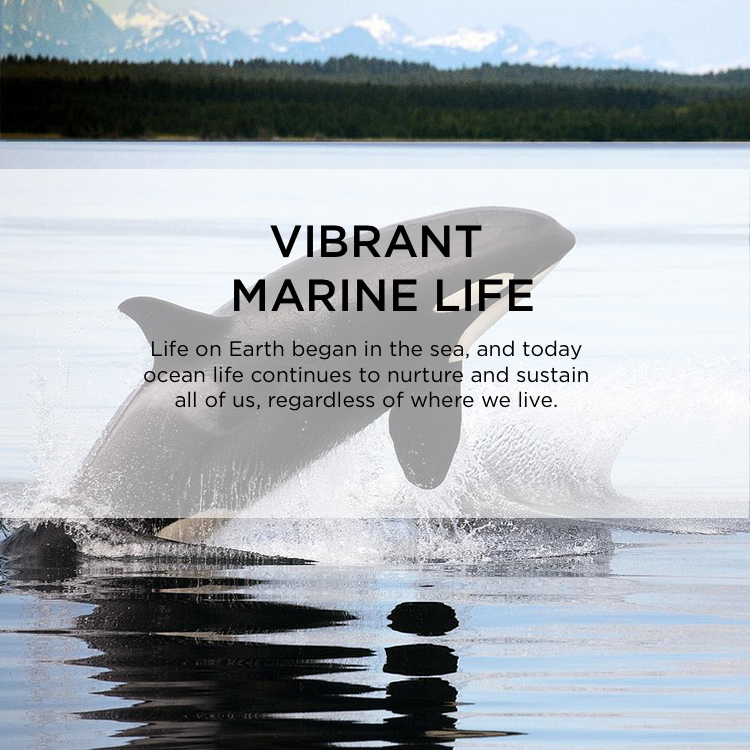 VIBRANT
MARINE LIFE
Life on Earth began in the sea, and today
ocean life continues to nurture and sustain
all of us, regardless of where we live.